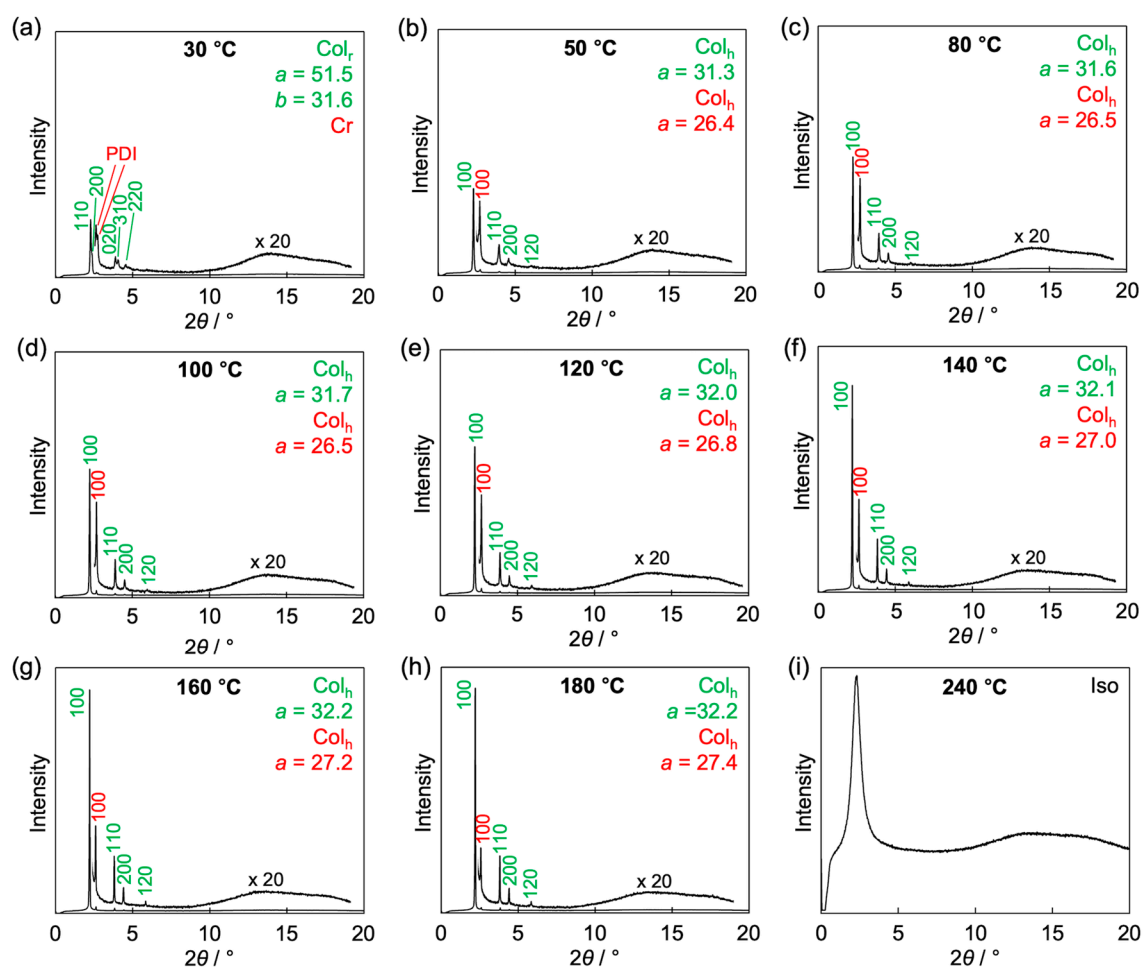 (a)
30 °C
Colr
a = 51.5
b = 31.6
Cr
PDI
110
200
020
310
220
x 20
Intensity
0 5 10 15 20
2θ / °
(b)
50 °C
Colh
a = 31.3
Colh
a = 26.4
100
100
110
200
120
x 20
Intensity
0 5 10 15 20
2θ / °
(c)
80 °C
Colh
a = 31.6
Colh
a = 26.5
100
100
110
200
120
x 20
Intensity
0 5 10 15 20
2θ / °
(d)
100 °C
Colh
a = 31.7
Colh
a = 26.5
100
100
110
200
120
x 20
Intensity
0 5 10 15 20
2θ / °
(e)
120 °C
Colh
a = 32.0
Colh
a = 26.8
100
100
110
200
120
x 20
Intensity
0 5 10 15 20
2θ / °
(f)
140 °C
Colh
a = 32.1
Colh
a = 27.0
100
100
110
200
120
x 20
Intensity
0 5 10 15 20
2θ / °
(g)
160 °C
Colh
a = 32.2
Colh
a = 27.2
100
100
110
200
120
x 20
Intensity
0 5 10 15 20
2θ / °
(h)
180 °C
Colh
a =32.2
Colh
a = 27.4
100
100
110
200
120
x 20
Intensity
0 5 10 15 20
2θ / °
(i)
240 °C
Iso
Intensity
0 5 10 15 20
2θ / °